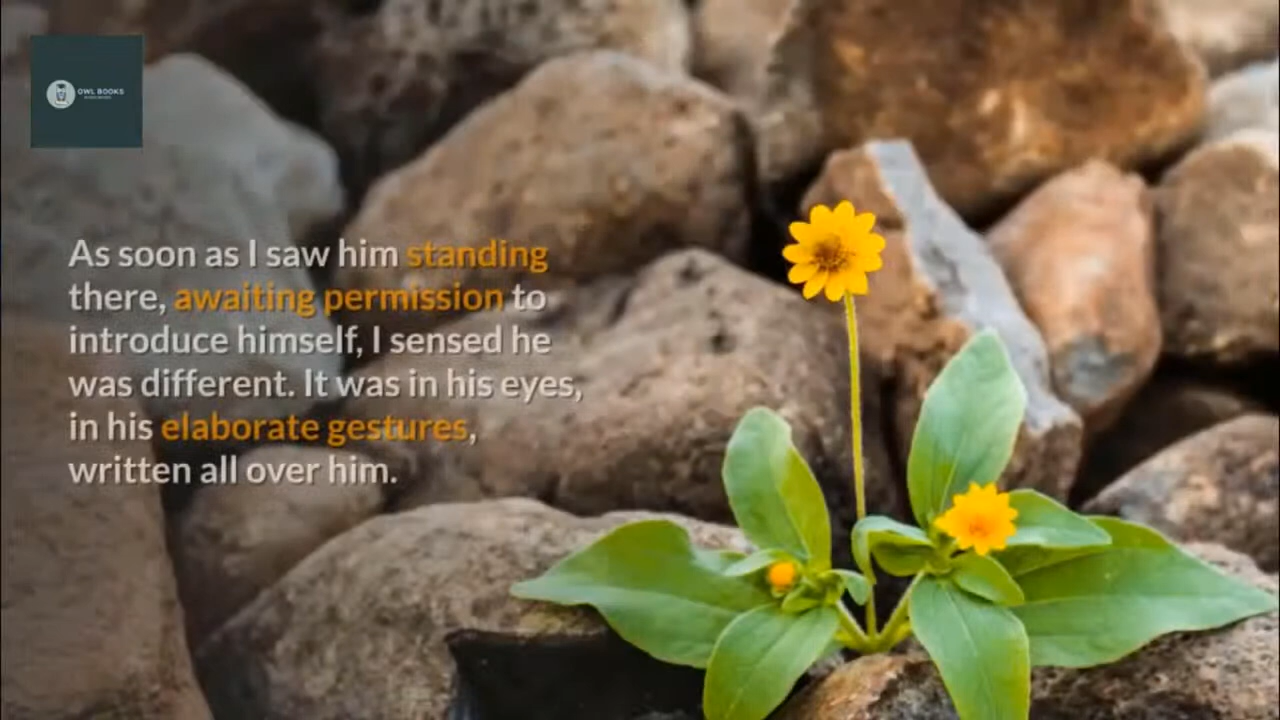 OWL BOOKS
As soon as I saw him standing
there, awaiting permission to
introduce himself, I sensed he
was different. It was in his eyes,
in his elaborate gestures,
written all over him.